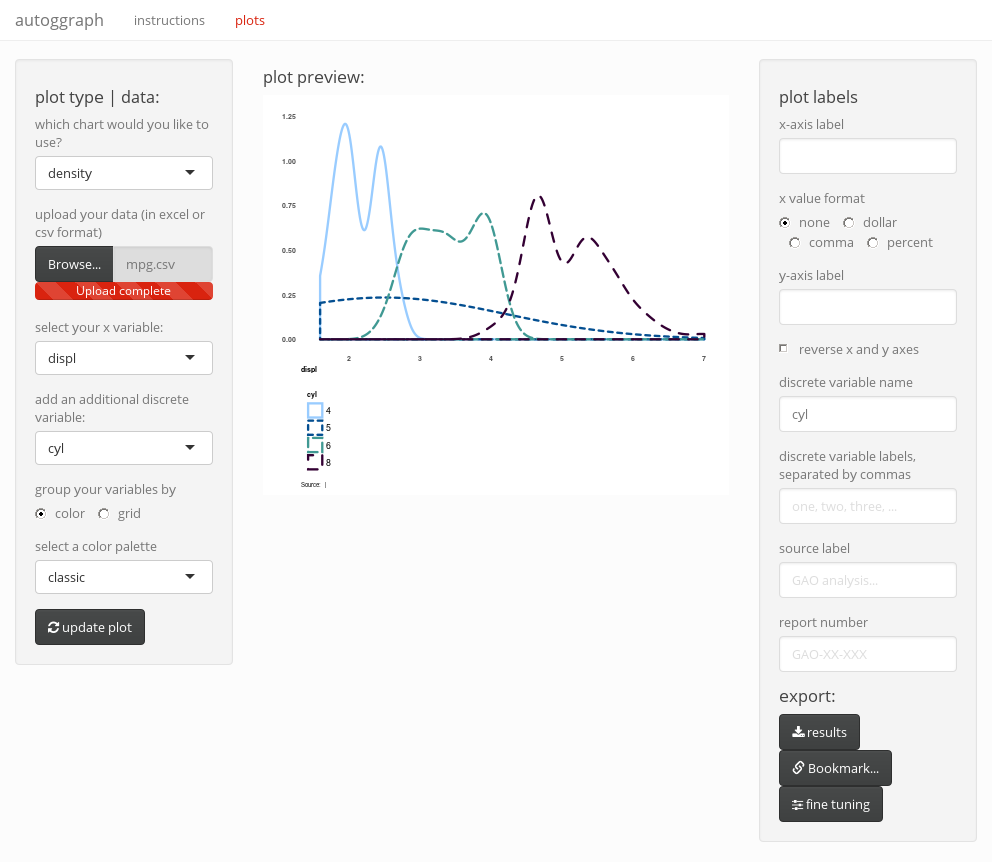 autoggraph instructions plots
plot type | data:
which chart would you like to
use?
density
upload your data (in excel or
csv format)
Browse... mpg.csv
Upload complete
select your x variable:
displ
add an additional discrete
variable:
cyl
group your variables by
color grid
select a color palette
classic
update plot
plot preview:
1.25
1.00
0.75
0.50
0.25
0.00
2 3 4 5 6 7
displ
cyl
4
5
6
8
Source: |
plot labels
x-axis label
x value format
none dollar
comma percent
y-axis label
reverse x and y axes
discrete variable name
cyl
discrete variable labels,
separated by commas
one, two, three, ...
source label
GAO analysis...
report number
GAO-XX-XXX
export:
results
Bookmark...
fine tuning